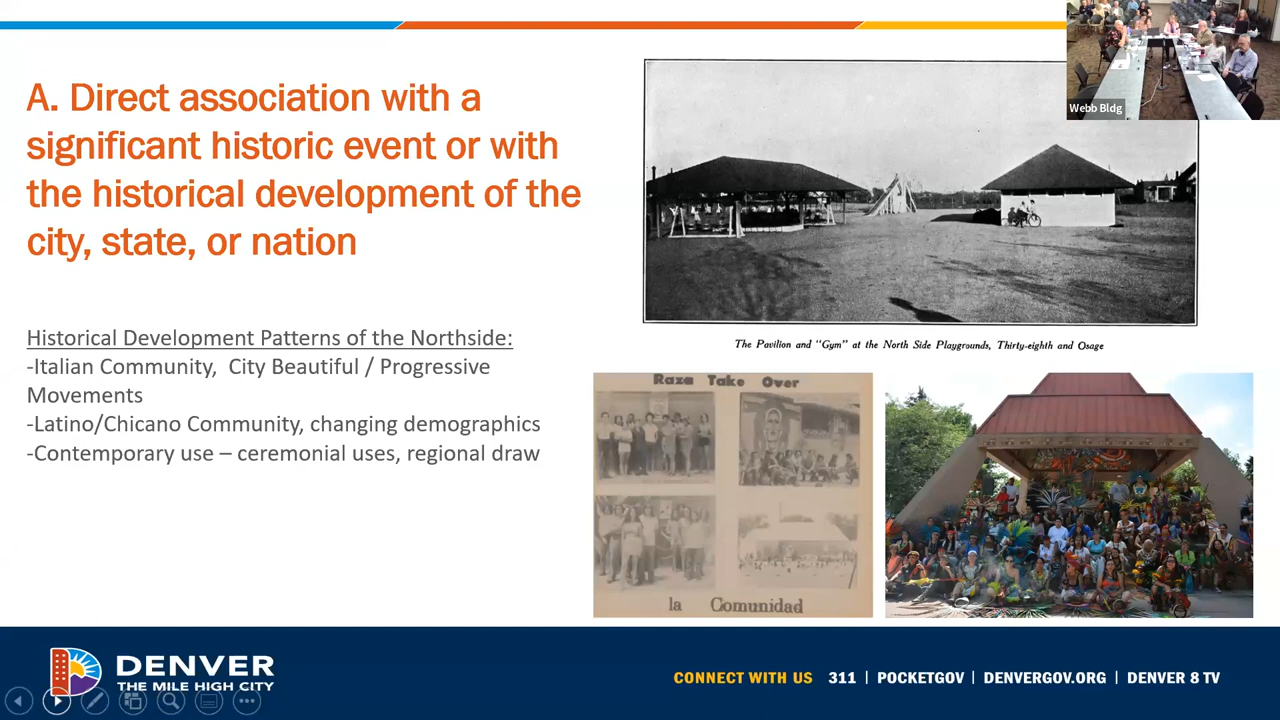 Webb Bldg
A. Direct association with a
significant historic event or with
the historical development of the
city, state, or nation
Historical Development Patterns of the Northside:
-Italian Community, City Beautiful / Progressive
Movements
-Latino/Chicano Community, changing demographics
-Contemporary use – ceremonial uses, regional draw
The Pavilion and "Gym" at the North Side Playgrounds, Thirty-eighth and Osage
Raza Take Over
la Comunidad
DENVER
THE MILE HIGH CITY
CONNECT WITH US 311 | POCKETGOV | DENVERGOV.ORG | DENVER 8 TV